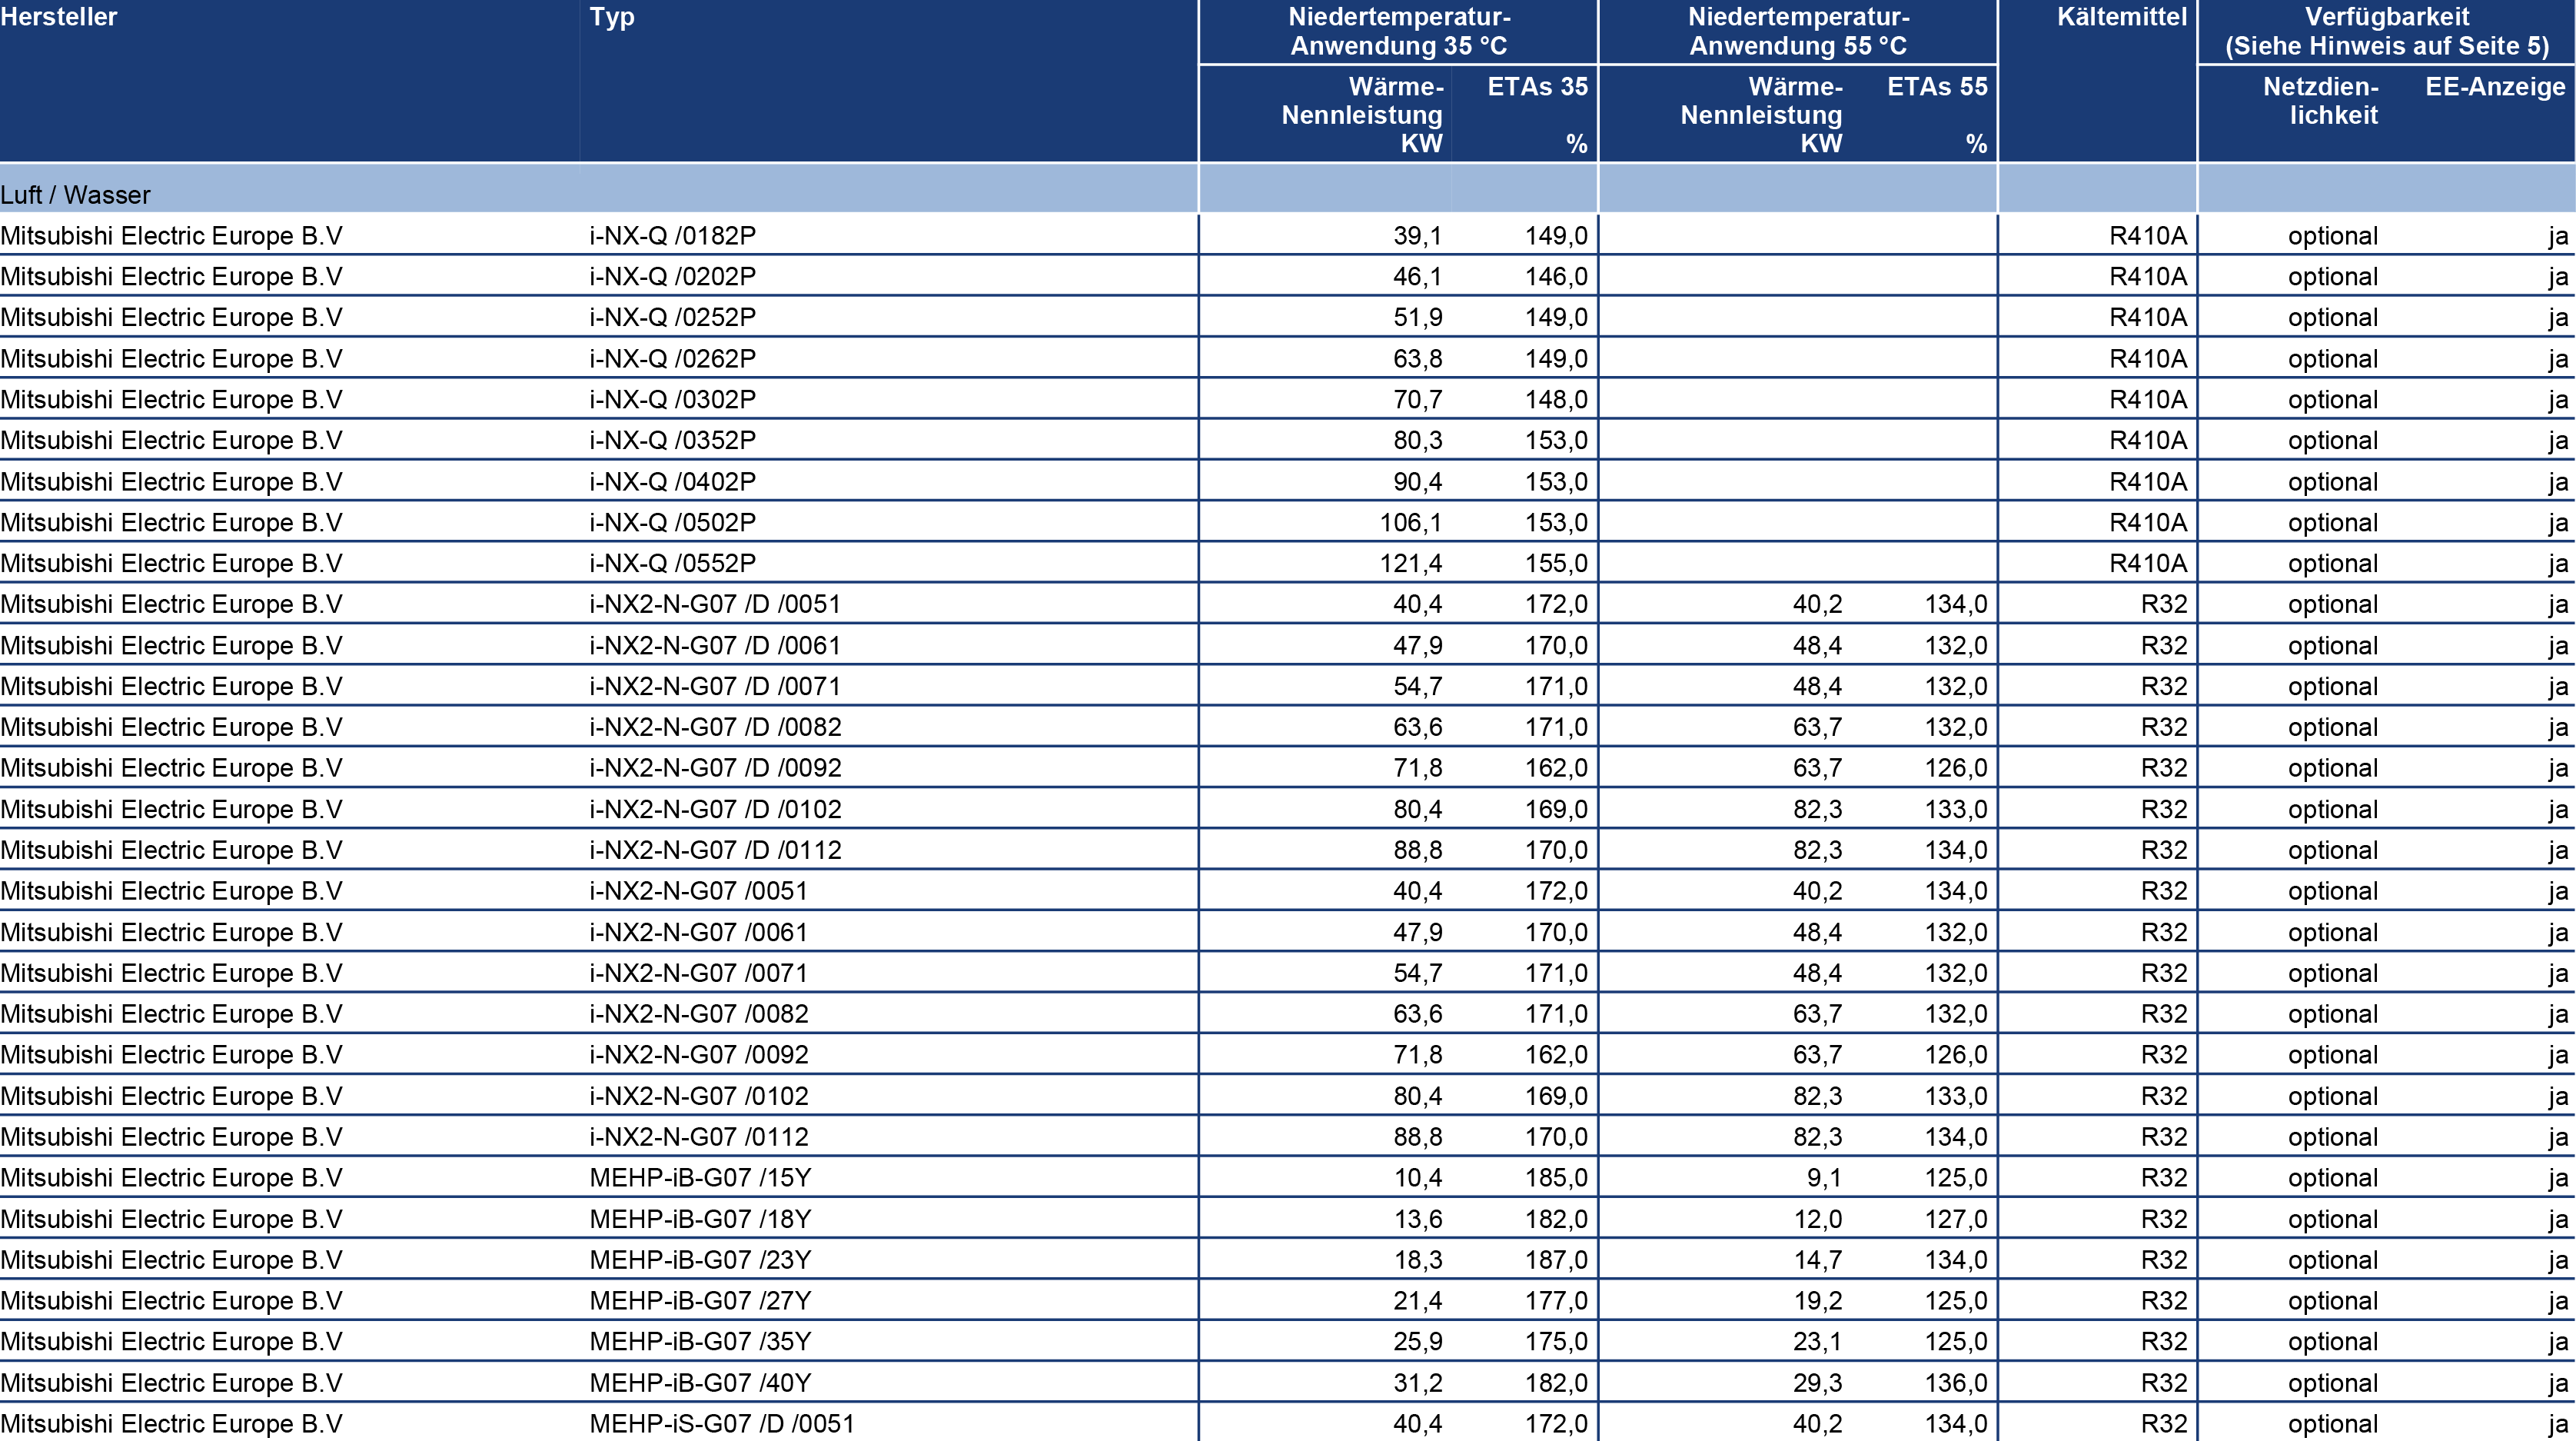 Hersteller Typ Niedertemperatur- Niedertemperatur- Kältemittel Verfügbarkeit
Anwendung 35 °C Anwendung 55 °C (Siehe Hinweis auf Seite 5)
Wärme- ETAs 35 Wärme- ETAs 55 Netzdien- EE-Anzeige
Nennleistung Nennleistung lichkeit
KW % KW %
Luft / Wasser
Mitsubishi Electric Europe B.V i-NX-Q /0182P 39,1 149,0 R410A optional ja
Mitsubishi Electric Europe B.V i-NX-Q /0202P 46,1 146,0 R410A optional ja
Mitsubishi Electric Europe B.V i-NX-Q /0252P 51,9 149,0 R410A optional ja
Mitsubishi Electric Europe B.V i-NX-Q /0262P 63,8 149,0 R410A optional ja
Mitsubishi Electric Europe B.V i-NX-Q /0302P 70,7 148,0 R410A optional ja
Mitsubishi Electric Europe B.V i-NX-Q /0352P 80,3 153,0 R410A optional ja
Mitsubishi Electric Europe B.V i-NX-Q /0402P 90,4 153,0 R410A optional ja
Mitsubishi Electric Europe B.V i-NX-Q /0502P 106,1 153,0 R410A optional ja
Mitsubishi Electric Europe B.V i-NX-Q /0552P 121,4 155,0 R410A optional ja
Mitsubishi Electric Europe B.V i-NX2-N-G07 /D /0051 40,4 172,0 40,2 134,0 R32 optional ja
Mitsubishi Electric Europe B.V i-NX2-N-G07 /D /0061 47,9 170,0 48,4 132,0 R32 optional ja
Mitsubishi Electric Europe B.V i-NX2-N-G07 /D /0071 54,7 171,0 48,4 132,0 R32 optional ja
Mitsubishi Electric Europe B.V i-NX2-N-G07 /D /0082 63,6 171,0 63,7 132,0 R32 optional ja
Mitsubishi Electric Europe B.V i-NX2-N-G07 /D /0092 71,8 162,0 63,7 126,0 R32 optional ja
Mitsubishi Electric Europe B.V i-NX2-N-G07 /D /0102 80,4 169,0 82,3 133,0 R32 optional ja
Mitsubishi Electric Europe B.V i-NX2-N-G07 /D /0112 88,8 170,0 82,3 134,0 R32 optional ja
Mitsubishi Electric Europe B.V i-NX2-N-G07 /0051 40,4 172,0 40,2 134,0 R32 optional ja
Mitsubishi Electric Europe B.V i-NX2-N-G07 /0061 47,9 170,0 48,4 132,0 R32 optional ja
Mitsubishi Electric Europe B.V i-NX2-N-G07 /0071 54,7 171,0 48,4 132,0 R32 optional ja
Mitsubishi Electric Europe B.V i-NX2-N-G07 /0082 63,6 171,0 63,7 132,0 R32 optional ja
Mitsubishi Electric Europe B.V i-NX2-N-G07 /0092 71,8 162,0 63,7 126,0 R32 optional ja
Mitsubishi Electric Europe B.V i-NX2-N-G07 /0102 80,4 169,0 82,3 133,0 R32 optional ja
Mitsubishi Electric Europe B.V i-NX2-N-G07 /0112 88,8 170,0 82,3 134,0 R32 optional ja
Mitsubishi Electric Europe B.V MEHP-iB-G07 /15Y 10,4 185,0 9,1 125,0 R32 optional ja
Mitsubishi Electric Europe B.V MEHP-iB-G07 /18Y 13,6 182,0 12,0 127,0 R32 optional ja
Mitsubishi Electric Europe B.V MEHP-iB-G07 /23Y 18,3 187,0 14,7 134,0 R32 optional ja
Mitsubishi Electric Europe B.V MEHP-iB-G07 /27Y 21,4 177,0 19,2 125,0 R32 optional ja
Mitsubishi Electric Europe B.V MEHP-iB-G07 /35Y 25,9 175,0 23,1 125,0 R32 optional ja
Mitsubishi Electric Europe B.V MEHP-iB-G07 /40Y 31,2 182,0 29,3 136,0 R32 optional ja
Mitsubishi Electric Europe B.V MEHP-iS-G07 /D /0051 40,4 172,0 40,2 134,0 R32 optional ja